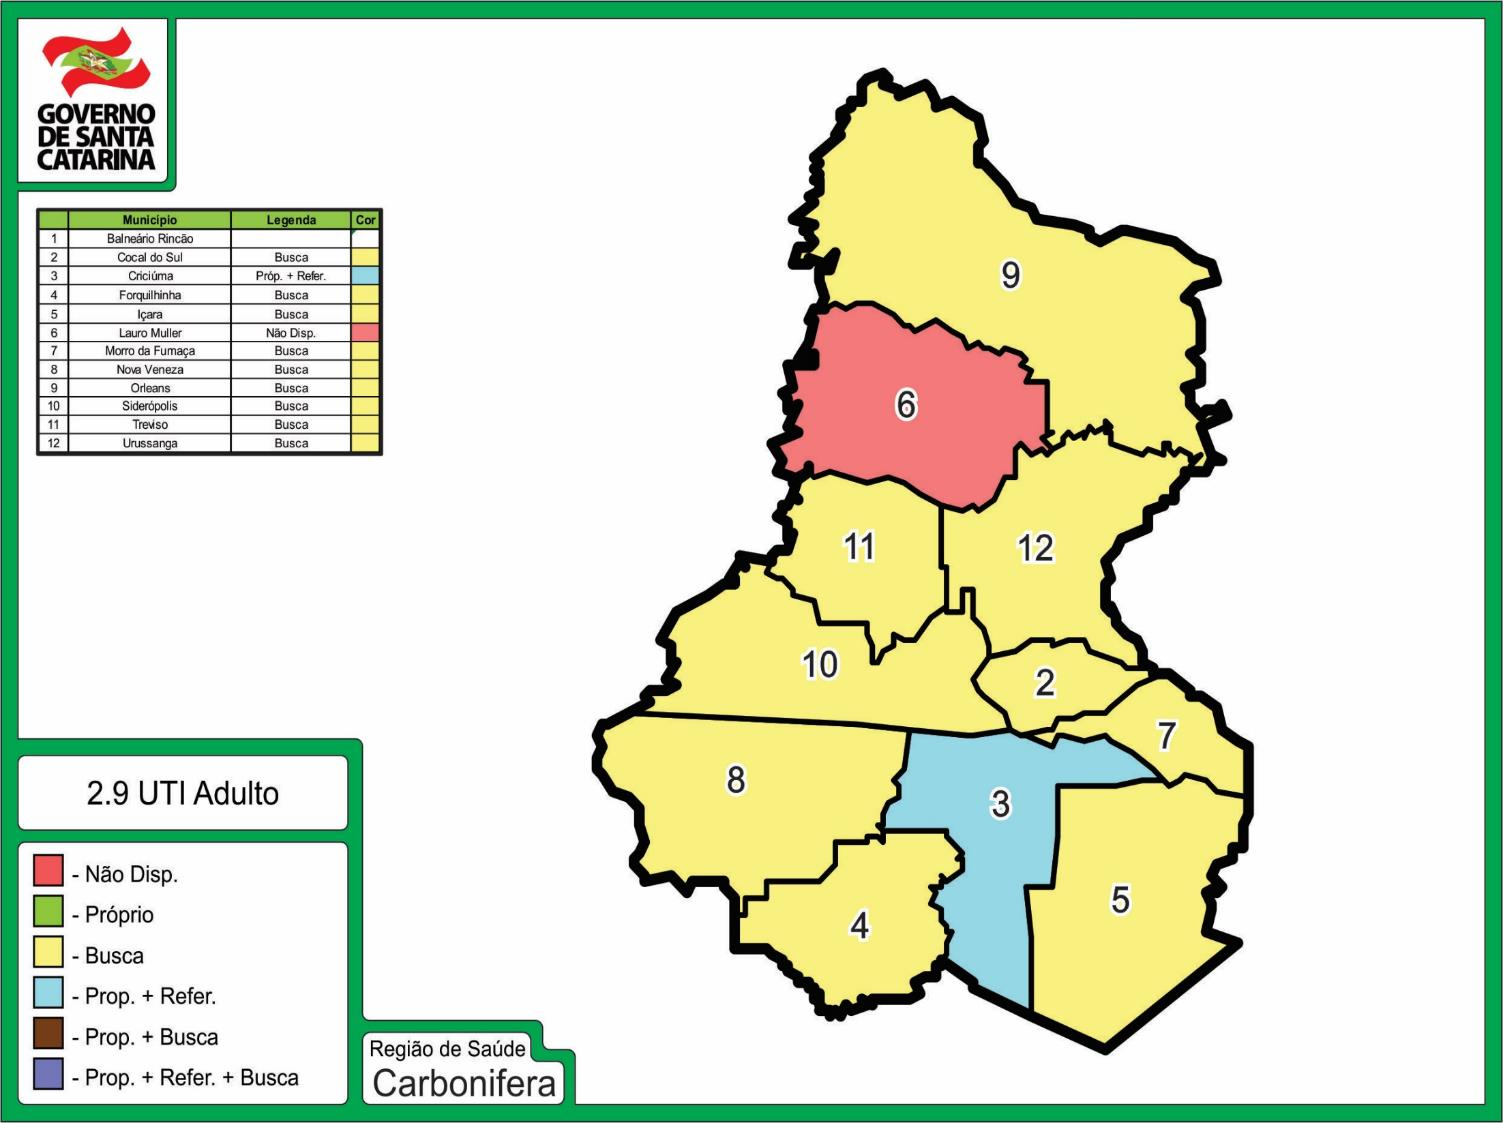 GOVERNO
DE SANTA
CATARINA
Município Legenda Cor
1 Balneário Rincão
2 Cocal do Sul Busca
3 Criciúma Próp. + Refer.
4 Forquilhinha Busca
5 Içara Busca
6 Lauro Muller Não Disp.
7 Morro da Fumaça Busca
8 Nova Veneza Busca
9 Orleans Busca
10 Siderópolis Busca
11 Treviso Busca
12 Urussanga Busca
9
6
11
12
10
2
7
8
3
5
4
2.9 UTI Adulto
- Não Disp.
- Próprio
- Busca
- Prop. + Refer.
- Prop. + Busca
- Prop. + Refer. + Busca
Região de Saúde
Carbonifera